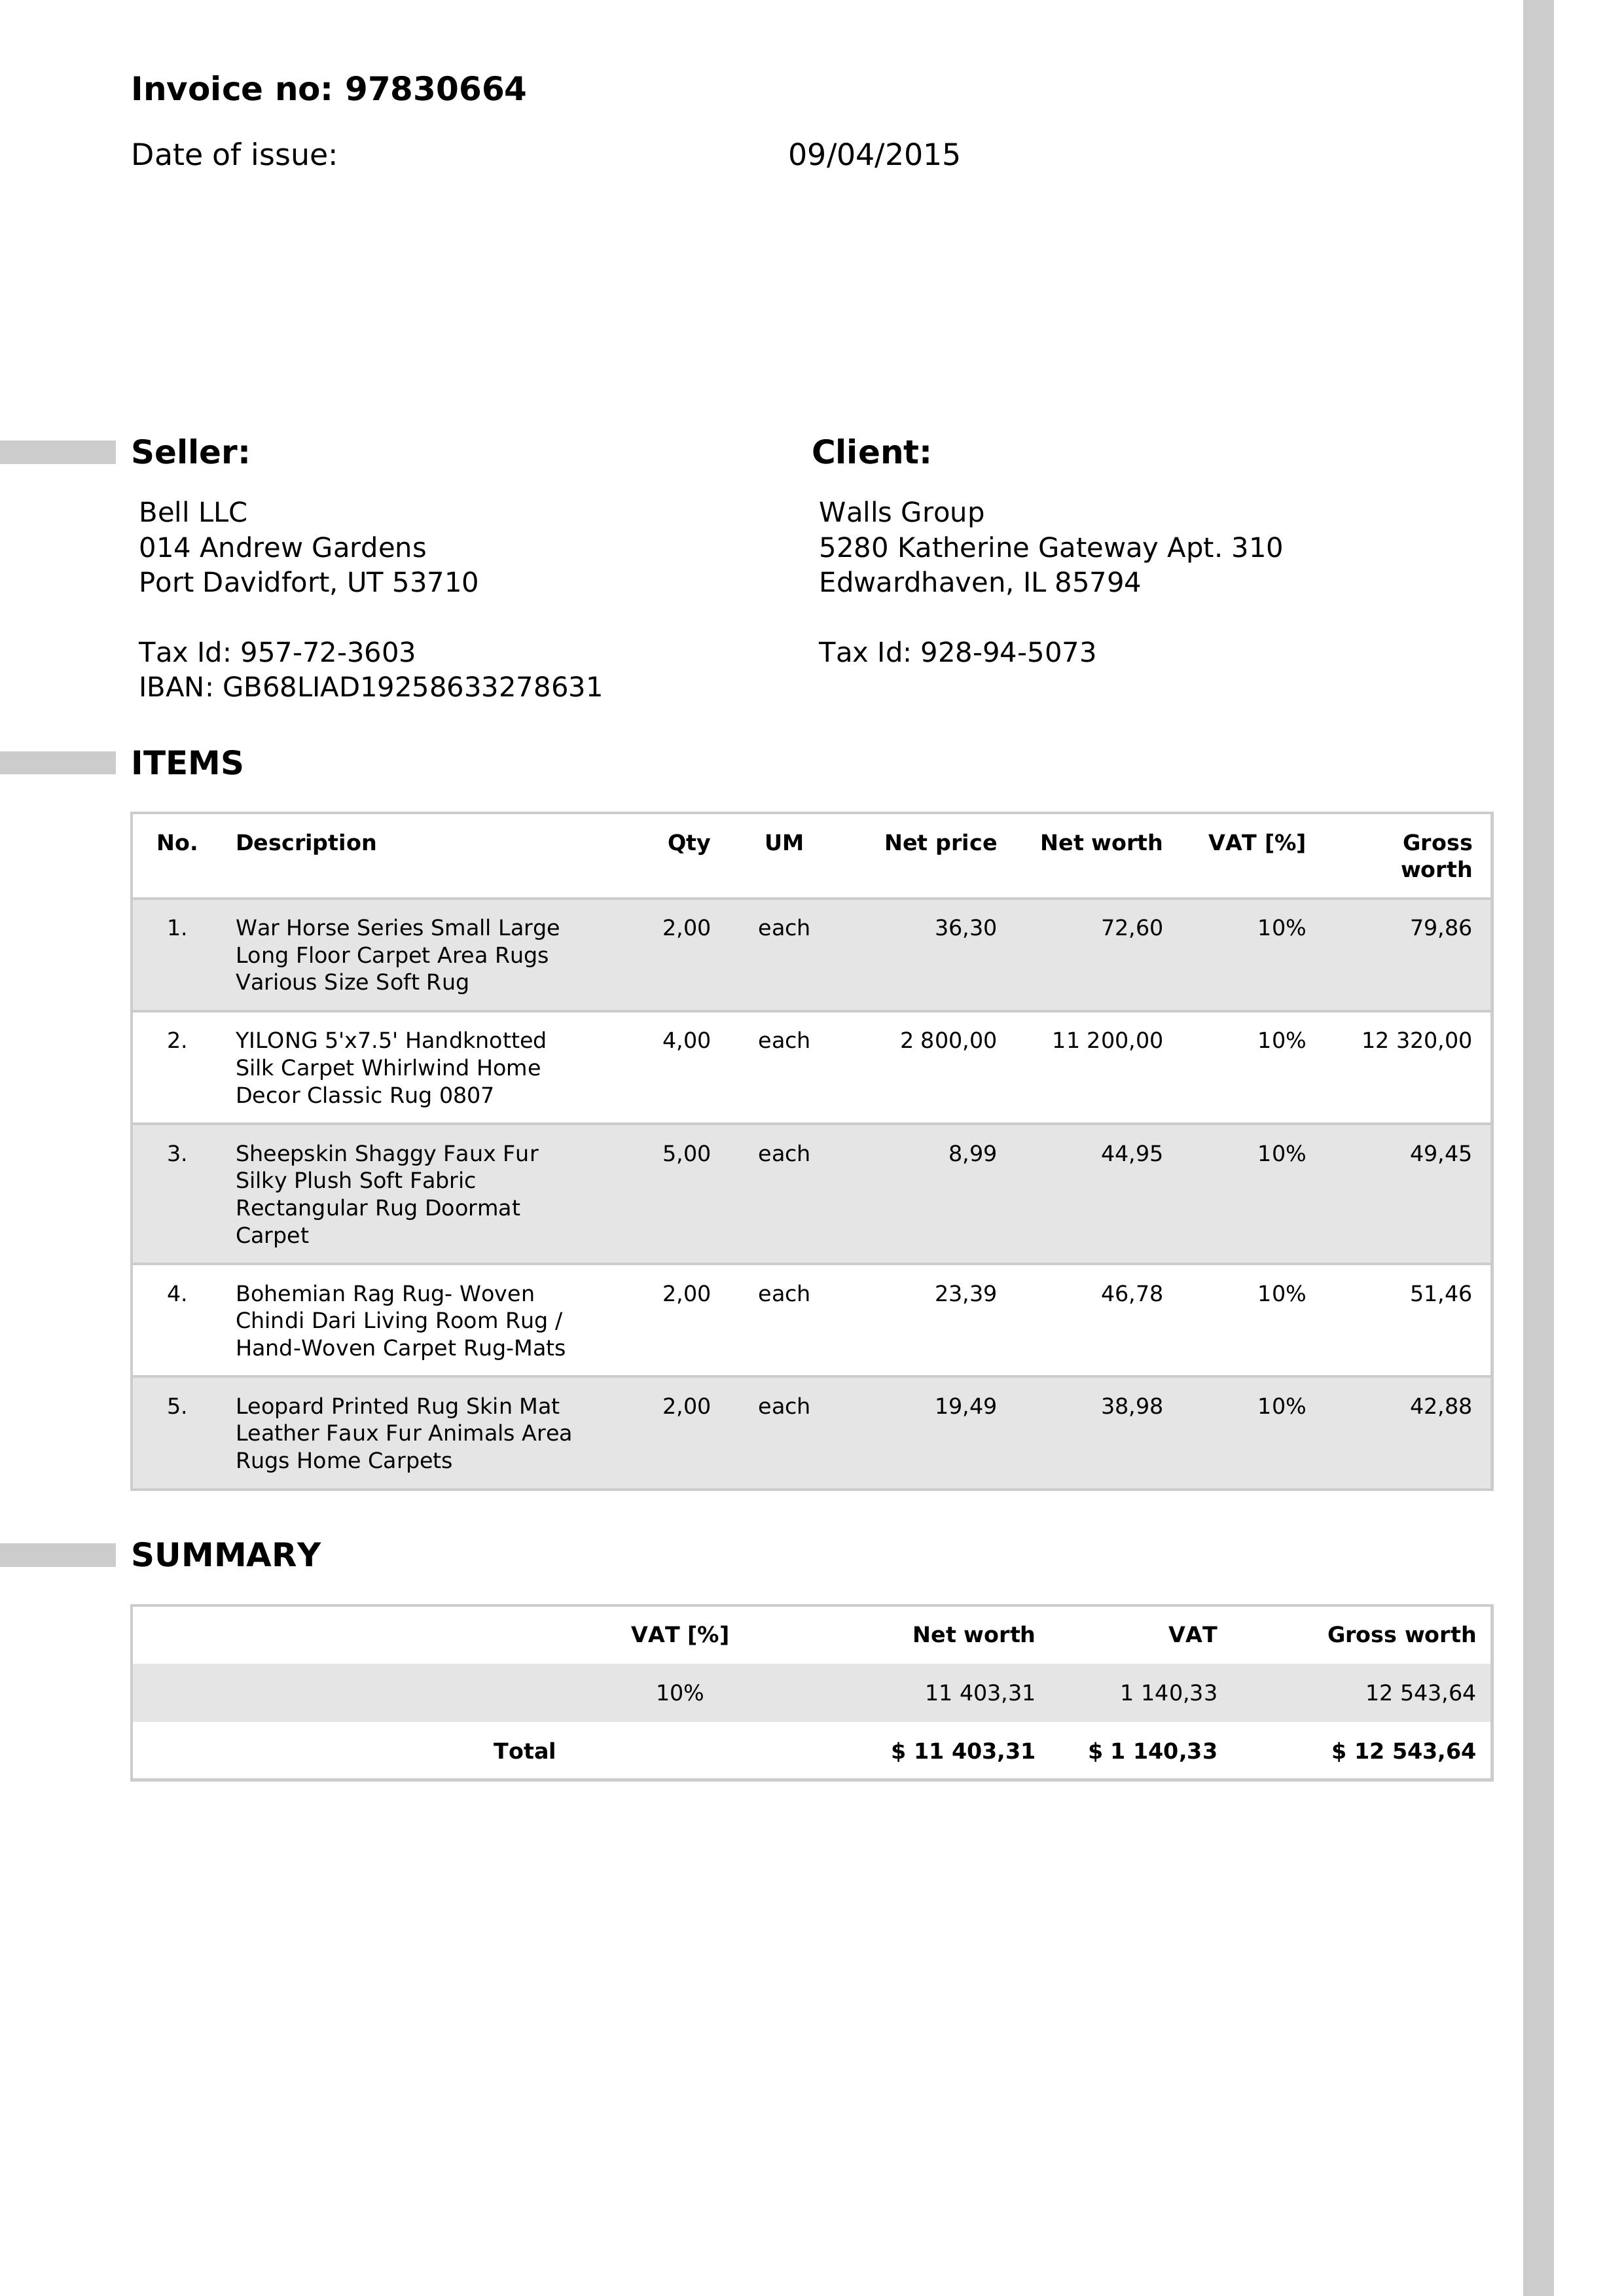 Invoice no: 97830664
Date of issue: 09/04/2015
Seller:
Bell LLC
014 Andrew Gardens
Port Davidfort, UT 53710
Tax Id: 957-72-3603
IBAN: GB68LIAD19258633278631
Client:
Walls Group
5280 Katherine Gateway Apt. 310
Edwardhaven, IL 85794
Tax Id: 928-94-5073
ITEMS
No. Description Qty UM Net price Net worth VAT [%] Gross
worth
1. War Horse Series Small Large 2,00 each 36,30 72,60 10% 79,86
Long Floor Carpet Area Rugs
Various Size Soft Rug
2. YILONG 5'x7.5' Handknotted 4,00 each 2 800,00 11 200,00 10% 12 320,00
Silk Carpet Whirlwind Home
Decor Classic Rug 0807
3. Sheepskin Shaggy Faux Fur 5,00 each 8,99 44,95 10% 49,45
Silky Plush Soft Fabric
Rectangular Rug Doormat
Carpet
4. Bohemian Rag Rug- Woven 2,00 each 23,39 46,78 10% 51,46
Chindi Dari Living Room Rug /
Hand-Woven Carpet Rug-Mats
5. Leopard Printed Rug Skin Mat 2,00 each 19,49 38,98 10% 42,88
Leather Faux Fur Animals Area
Rugs Home Carpets
SUMMARY
VAT [%] Net worth VAT Gross worth
10% 11 403,31 1 140,33 12 543,64
Total $ 11 403,31 $ 1 140,33 $ 12 543,64